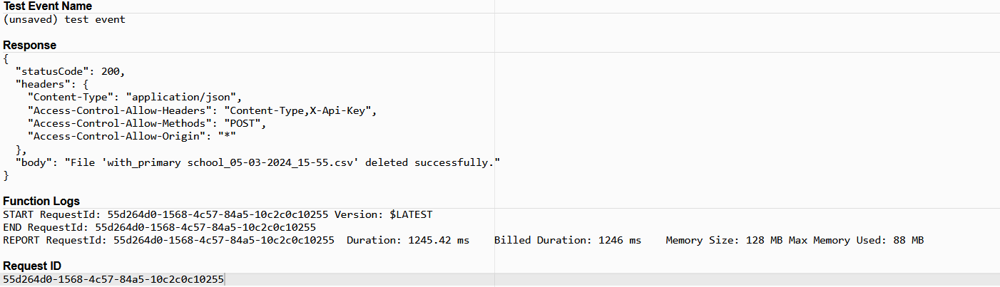 Test Event Name
(unsaved) test event
Response
{
  "statusCode": 200,
  "headers": {
    "Content-Type": "application/json",
    "Access-Control-Allow-Headers": "Content-Type,X-Api-Key",
    "Access-Control-Allow-Methods": "POST",
    "Access-Control-Allow-Origin": "*"
  },
  "body": "File 'with_primary school_05-03-2024_15-55.csv' deleted successfully."
}
Function Logs
START RequestId: 55d264d0-1568-4c57-84a5-10c2c0c10255 Version: $LATEST
END RequestId: 55d264d0-1568-4c57-84a5-10c2c0c10255
REPORT RequestId: 55d264d0-1568-4c57-84a5-10c2c0c10255  Duration: 1245.42 ms    Billed Duration: 1246 ms    Memory Size: 128 MB Max Memory Used: 88 MB
Request ID
55d264d0-1568-4c57-84a5-10c2c0c10255